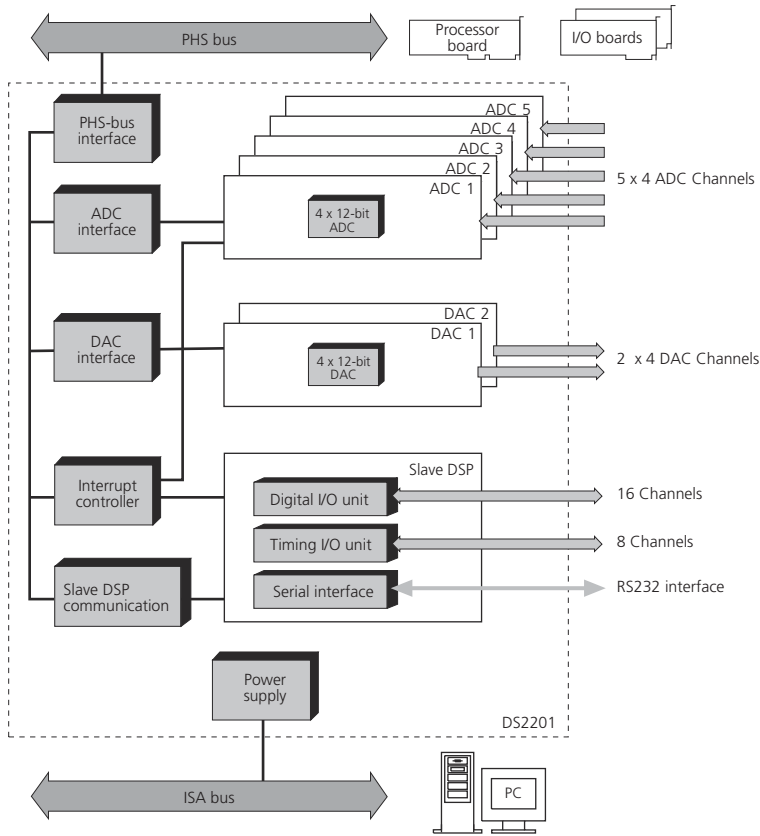 PHS bus
Processor
board
I/O boards
PHS-bus
interface
ADC 5
ADC 4
ADC 3
ADC 2
ADC 1
4 x 12-bit
ADC
5 x 4 ADC Channels
ADC
interface
DAC
interface
DAC 2
DAC 1
4 x 12-bit
DAC
2 x 4 DAC Channels
Interrupt
controller
Slave DSP
Digital I/O unit
16 Channels
Timing I/O unit
8 Channels
Serial interface
RS232 interface
Slave DSP
communication
Power
supply
DS2201
ISA bus
PC